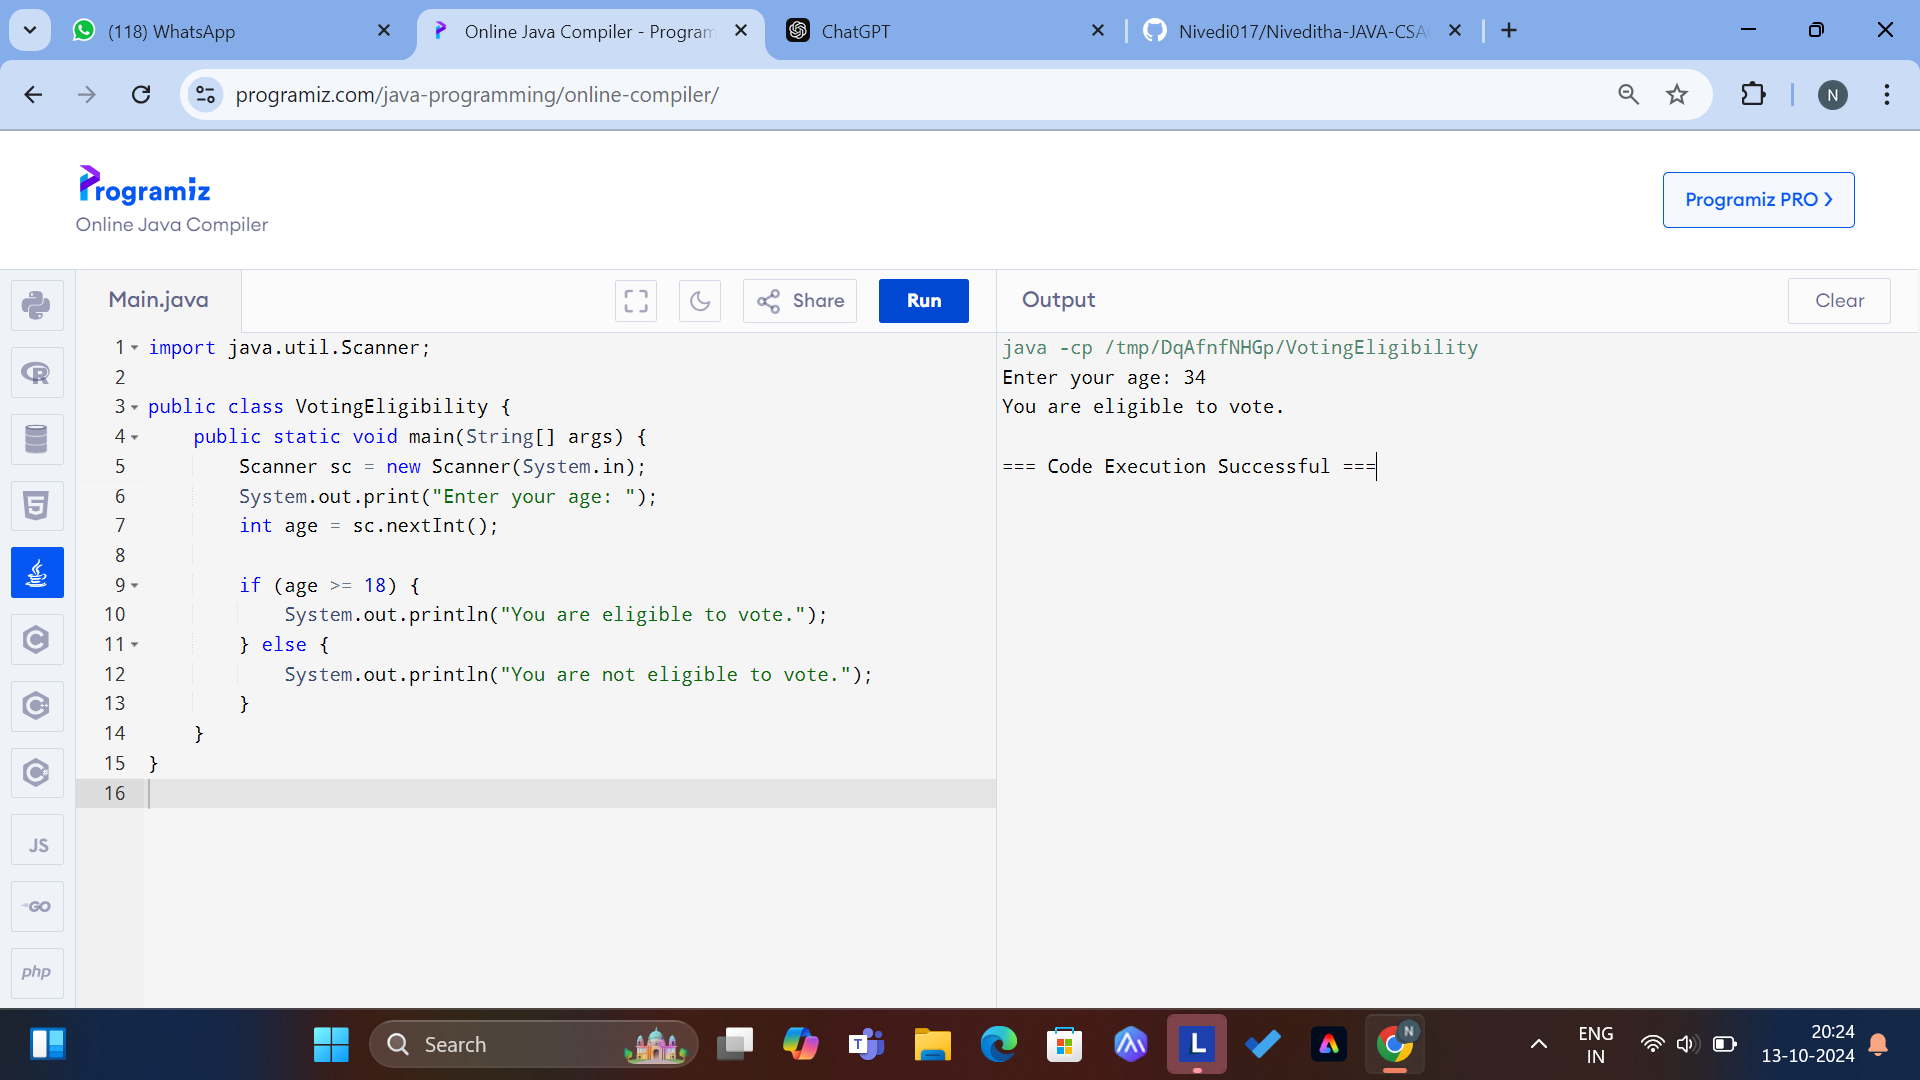 (118) WhatsApp
Online Java Compiler - Program
ChatGPT
Nivedi017/Niveditha-JAVA-CSA
programiz.com/java-programming/online-compiler/
N
Programiz
Online Java Compiler
Programiz PRO >
Main.java
Share
Run
Output
Clear
1 import java.util.Scanner;
2
3 public class VotingEligibility {
4     public static void main(String[] args) {
5         Scanner sc = new Scanner(System.in);
6         System.out.print("Enter your age: ");
7         int age = sc.nextInt();
8
9         if (age >= 18) {
10             System.out.println("You are eligible to vote.");
11         } else {
12             System.out.println("You are not eligible to vote.");
13         }
14     }
15 }
16
java -cp /tmp/DqAfnfNHGp/VotingEligibility
Enter your age: 34
You are eligible to vote.
=== Code Execution Successful ===
R
5
C
C++
C#
JS
GO
php
Search
T
L
N
ENG
IN
20:24
13-10-2024